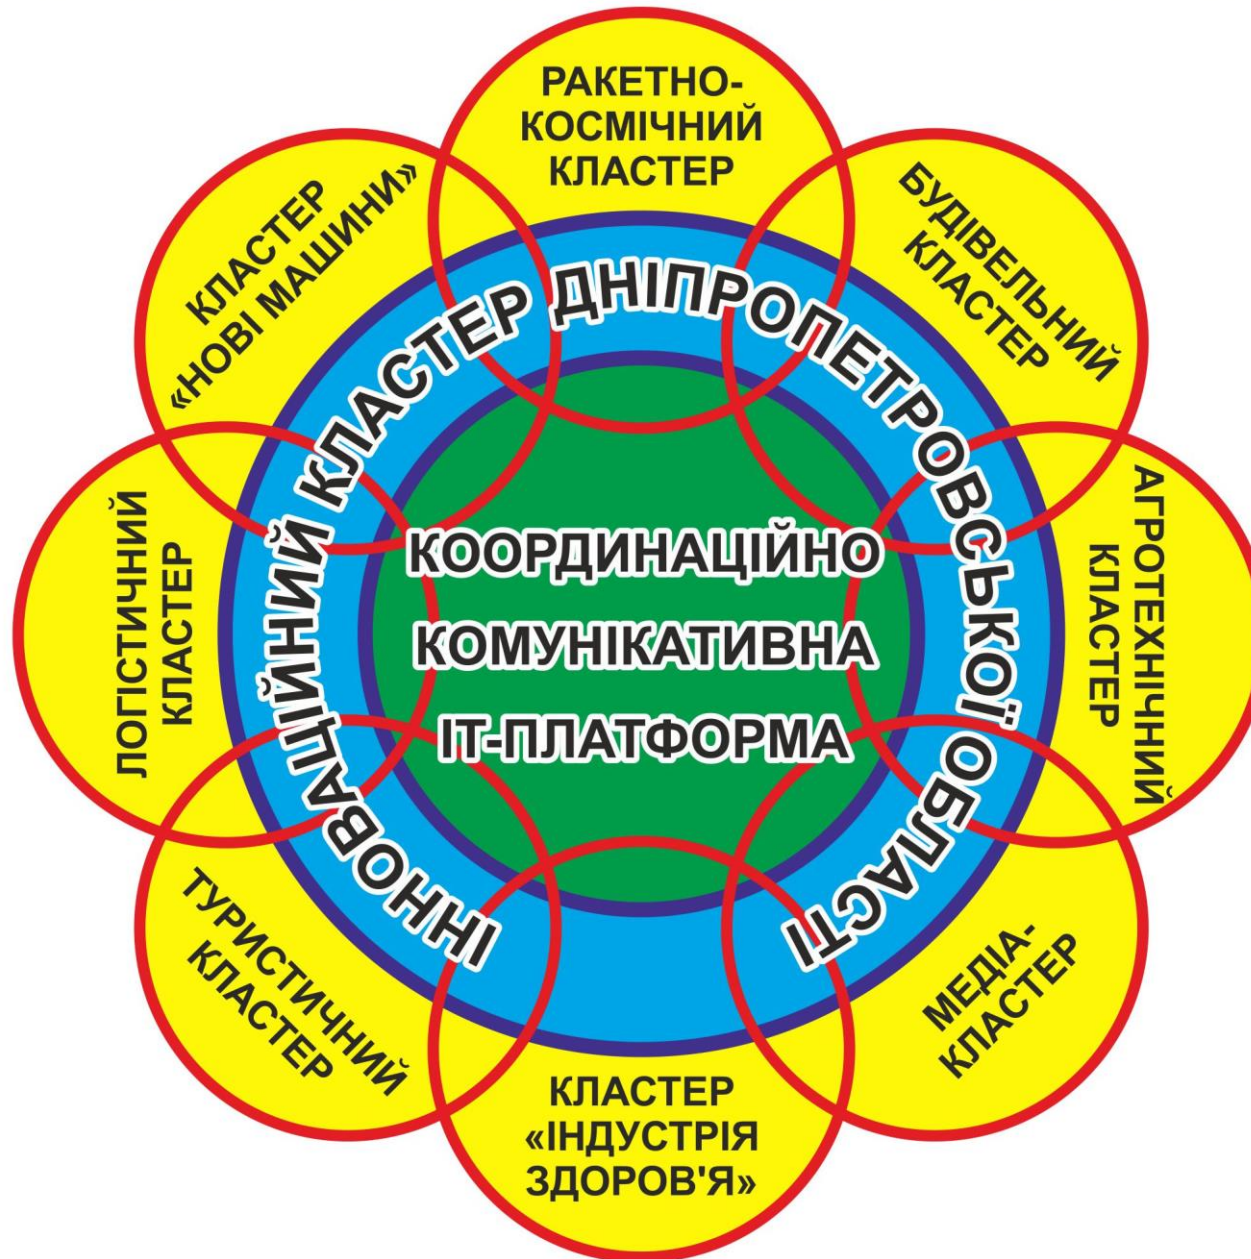 РАКЕТНО-
КОСМІЧНИЙ
КЛАСТЕР
БУДІВЕЛЬНИЙ
КЛАСТЕР
АГРОТЕХНІЧНИЙ
КЛАСТЕР
МЕДІА-
КЛАСТЕР
КЛАСТЕР
«ІНДУСТРІЯ
ЗДОРОВ'Я»
ТУРИСТИЧНИЙ
КЛАСТЕР
ЛОГІСТИЧНИЙ
КЛАСТЕР
КЛАСТЕР
«НОВІ МАШИНИ»
ІННОВАЦІЙНИЙ КЛАСТЕР ДНІПРОПЕТРОВСЬКОЇ ОБЛАСТІ
КООРДИНАЦІЙНО
КОМУНІКАТИВНА
ІТ-ПЛАТФОРМА